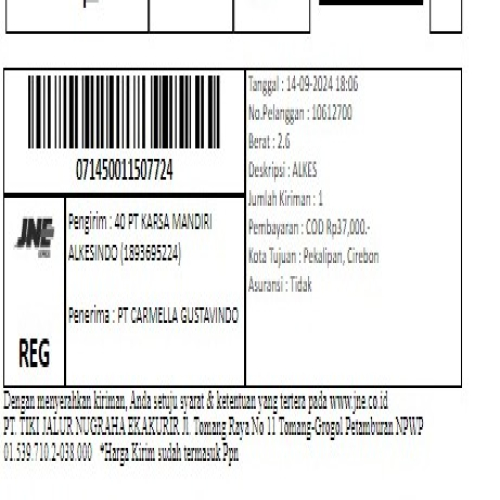 071450011507724
JNE
EXPRESS
REG
Pengirim : 40 PT KARSA MANDIRI
ALKESINDO (1893695224)
Penerima : PT CARMELLA GUSTAVINDO
Tanggal : 14-09-2024 18:06
No.Pelanggan : 10612700
Berat : 2.6
Deskripsi : ALKES
Jumlah Kiriman : 1
Pembayaran : COD Rp37,000.-
Kota Tujuan : Pekalipan, Cirebon
Asuransi : Tidak
Dengan menyerahkan kiriman, Anda setuju syarat & ketentuan yang tertera pada www.jne.co.id
PT. TIKI JALUR NUGRAHA EKAKURIR Jl. Tomang Raya No 11 Tomang-Grogol Petamburan NPWP
01.539.710.2-038.000 *Harga Kirim sudah termasuk Ppn